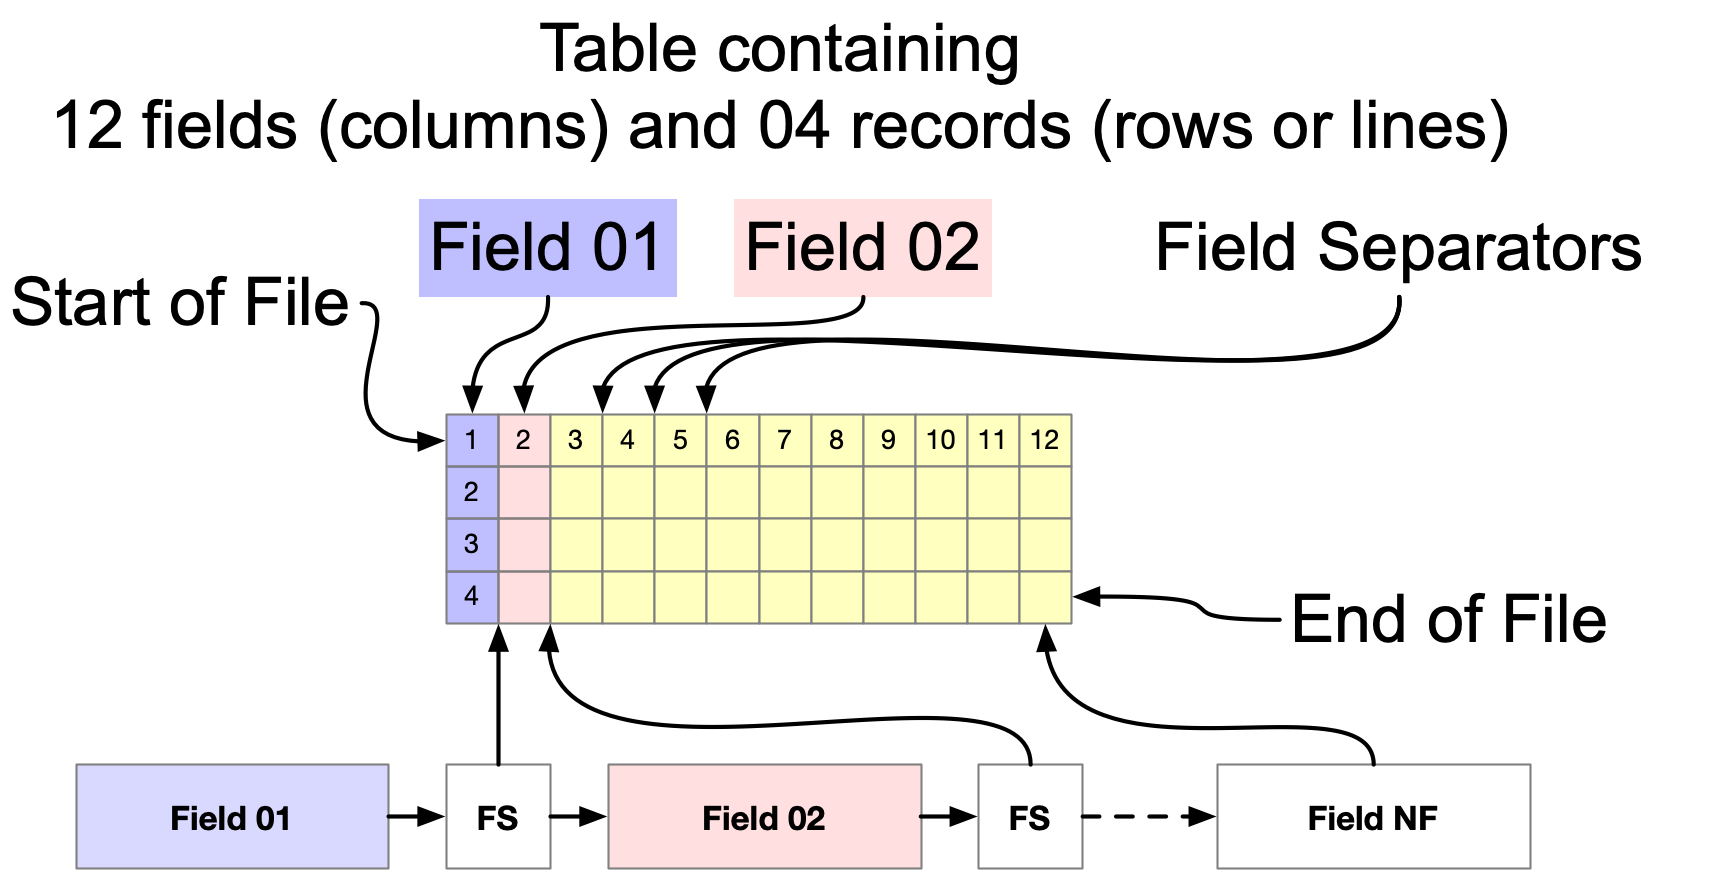 Table containing
12 fields (columns) and 04 records (rows or lines)
Field 01
Field 02
Field Separators
Start of File
1 2 3 4 5 6 7 8 9 10 11 12
2
3
4
End of File
Field 01
FS
Field 02
FS
Field NF